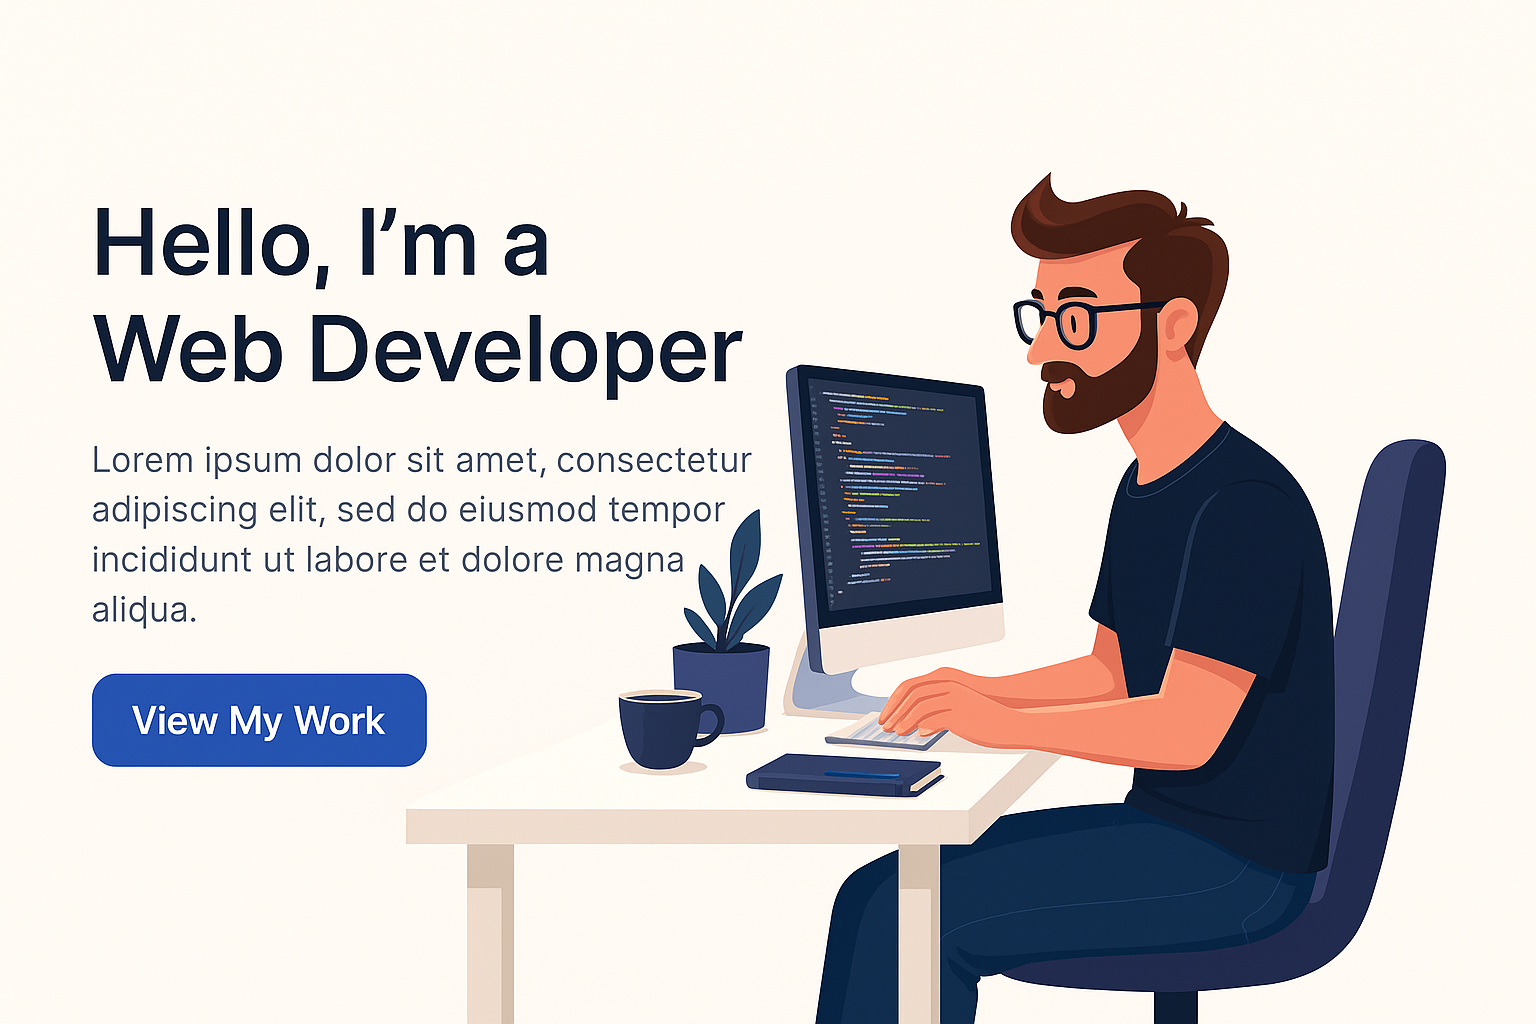 Hello, I’m a
Web Developer
Lorem ipsum dolor sit amet, consectetur
adipiscing elit, sed do eiusmod tempor
incididunt ut labore et dolore magna
aliqua.
View My Work